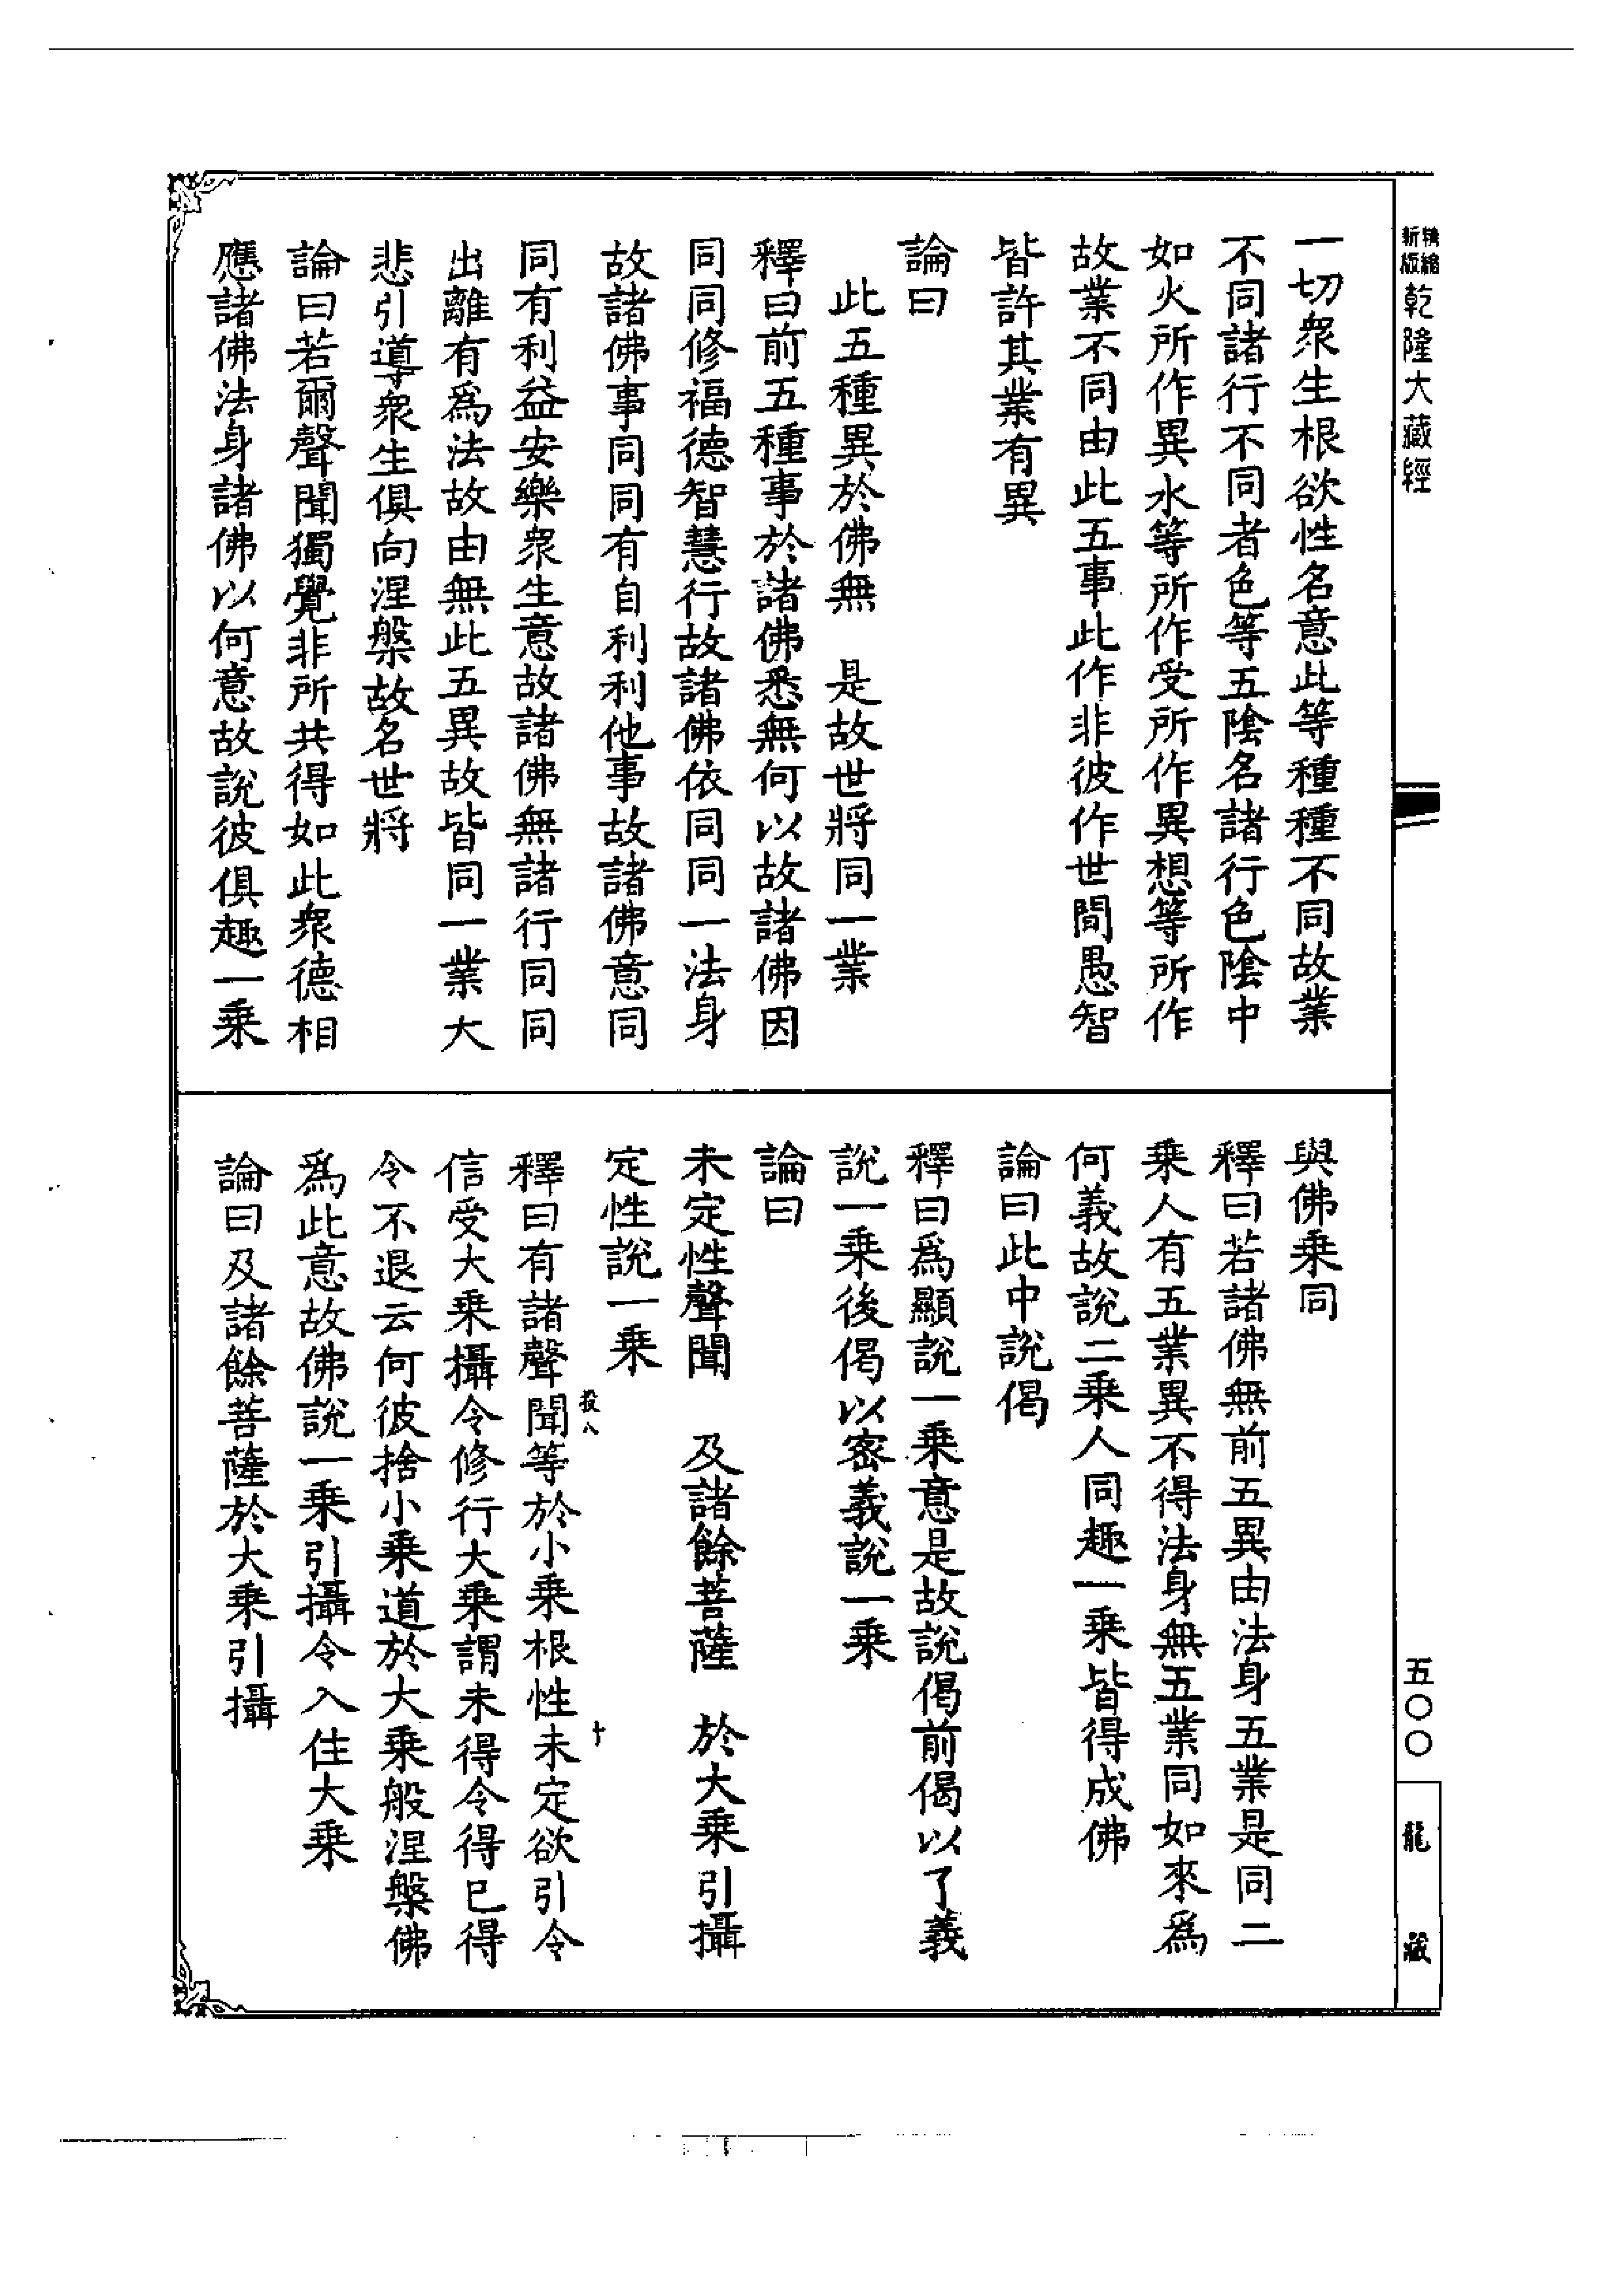 精縮新版乾隆大藏經
一切衆生根欲性名意此等種種不同故業
不同諸行不同者色等五陰名諸行色陰中
如火所作異水等所作受所作異想等所作
故業不同由此五事此作非彼作世間愚智
皆許其業有異
論曰
此五種異於佛無　是故世將同一業
釋曰前五種事於諸佛悉無何以故諸佛因
同同修福德智慧行故諸佛依同同一法身
故諸佛事同同有自利利他事故諸佛意同
同有利益安樂衆生意故諸佛無諸行同同
出離有爲法故由無此五異故皆同一業大
悲引導衆生俱向涅槃故名世將
論曰若爾聲聞獨覺非所共得如此衆德相
應諸佛法身諸佛以何意故說彼俱趣一乗
與佛乗同
釋曰若諸佛無前五異由法身五業是同二
乗人有五業異不得法身無五業同如來爲
何義故說二乗人同趣一乗皆得成佛
論曰此中說偈
釋曰爲顯說一乗意是故說偈前偈以了義
說一乗後偈以密義說一乗
論曰
未定性聲聞　及諸餘菩薩　於大乗引攝
定性說一乗
釋曰有諸聲聞等於小乗根性未定欲引令
信受大乗攝令修行大乗謂未得令得已得
令不退云何彼捨小乗道於大乗般涅槃佛
爲此意故佛說一乗引攝令入住大乗
論曰及諸餘菩薩於大乗引攝
五〇〇
龍藏